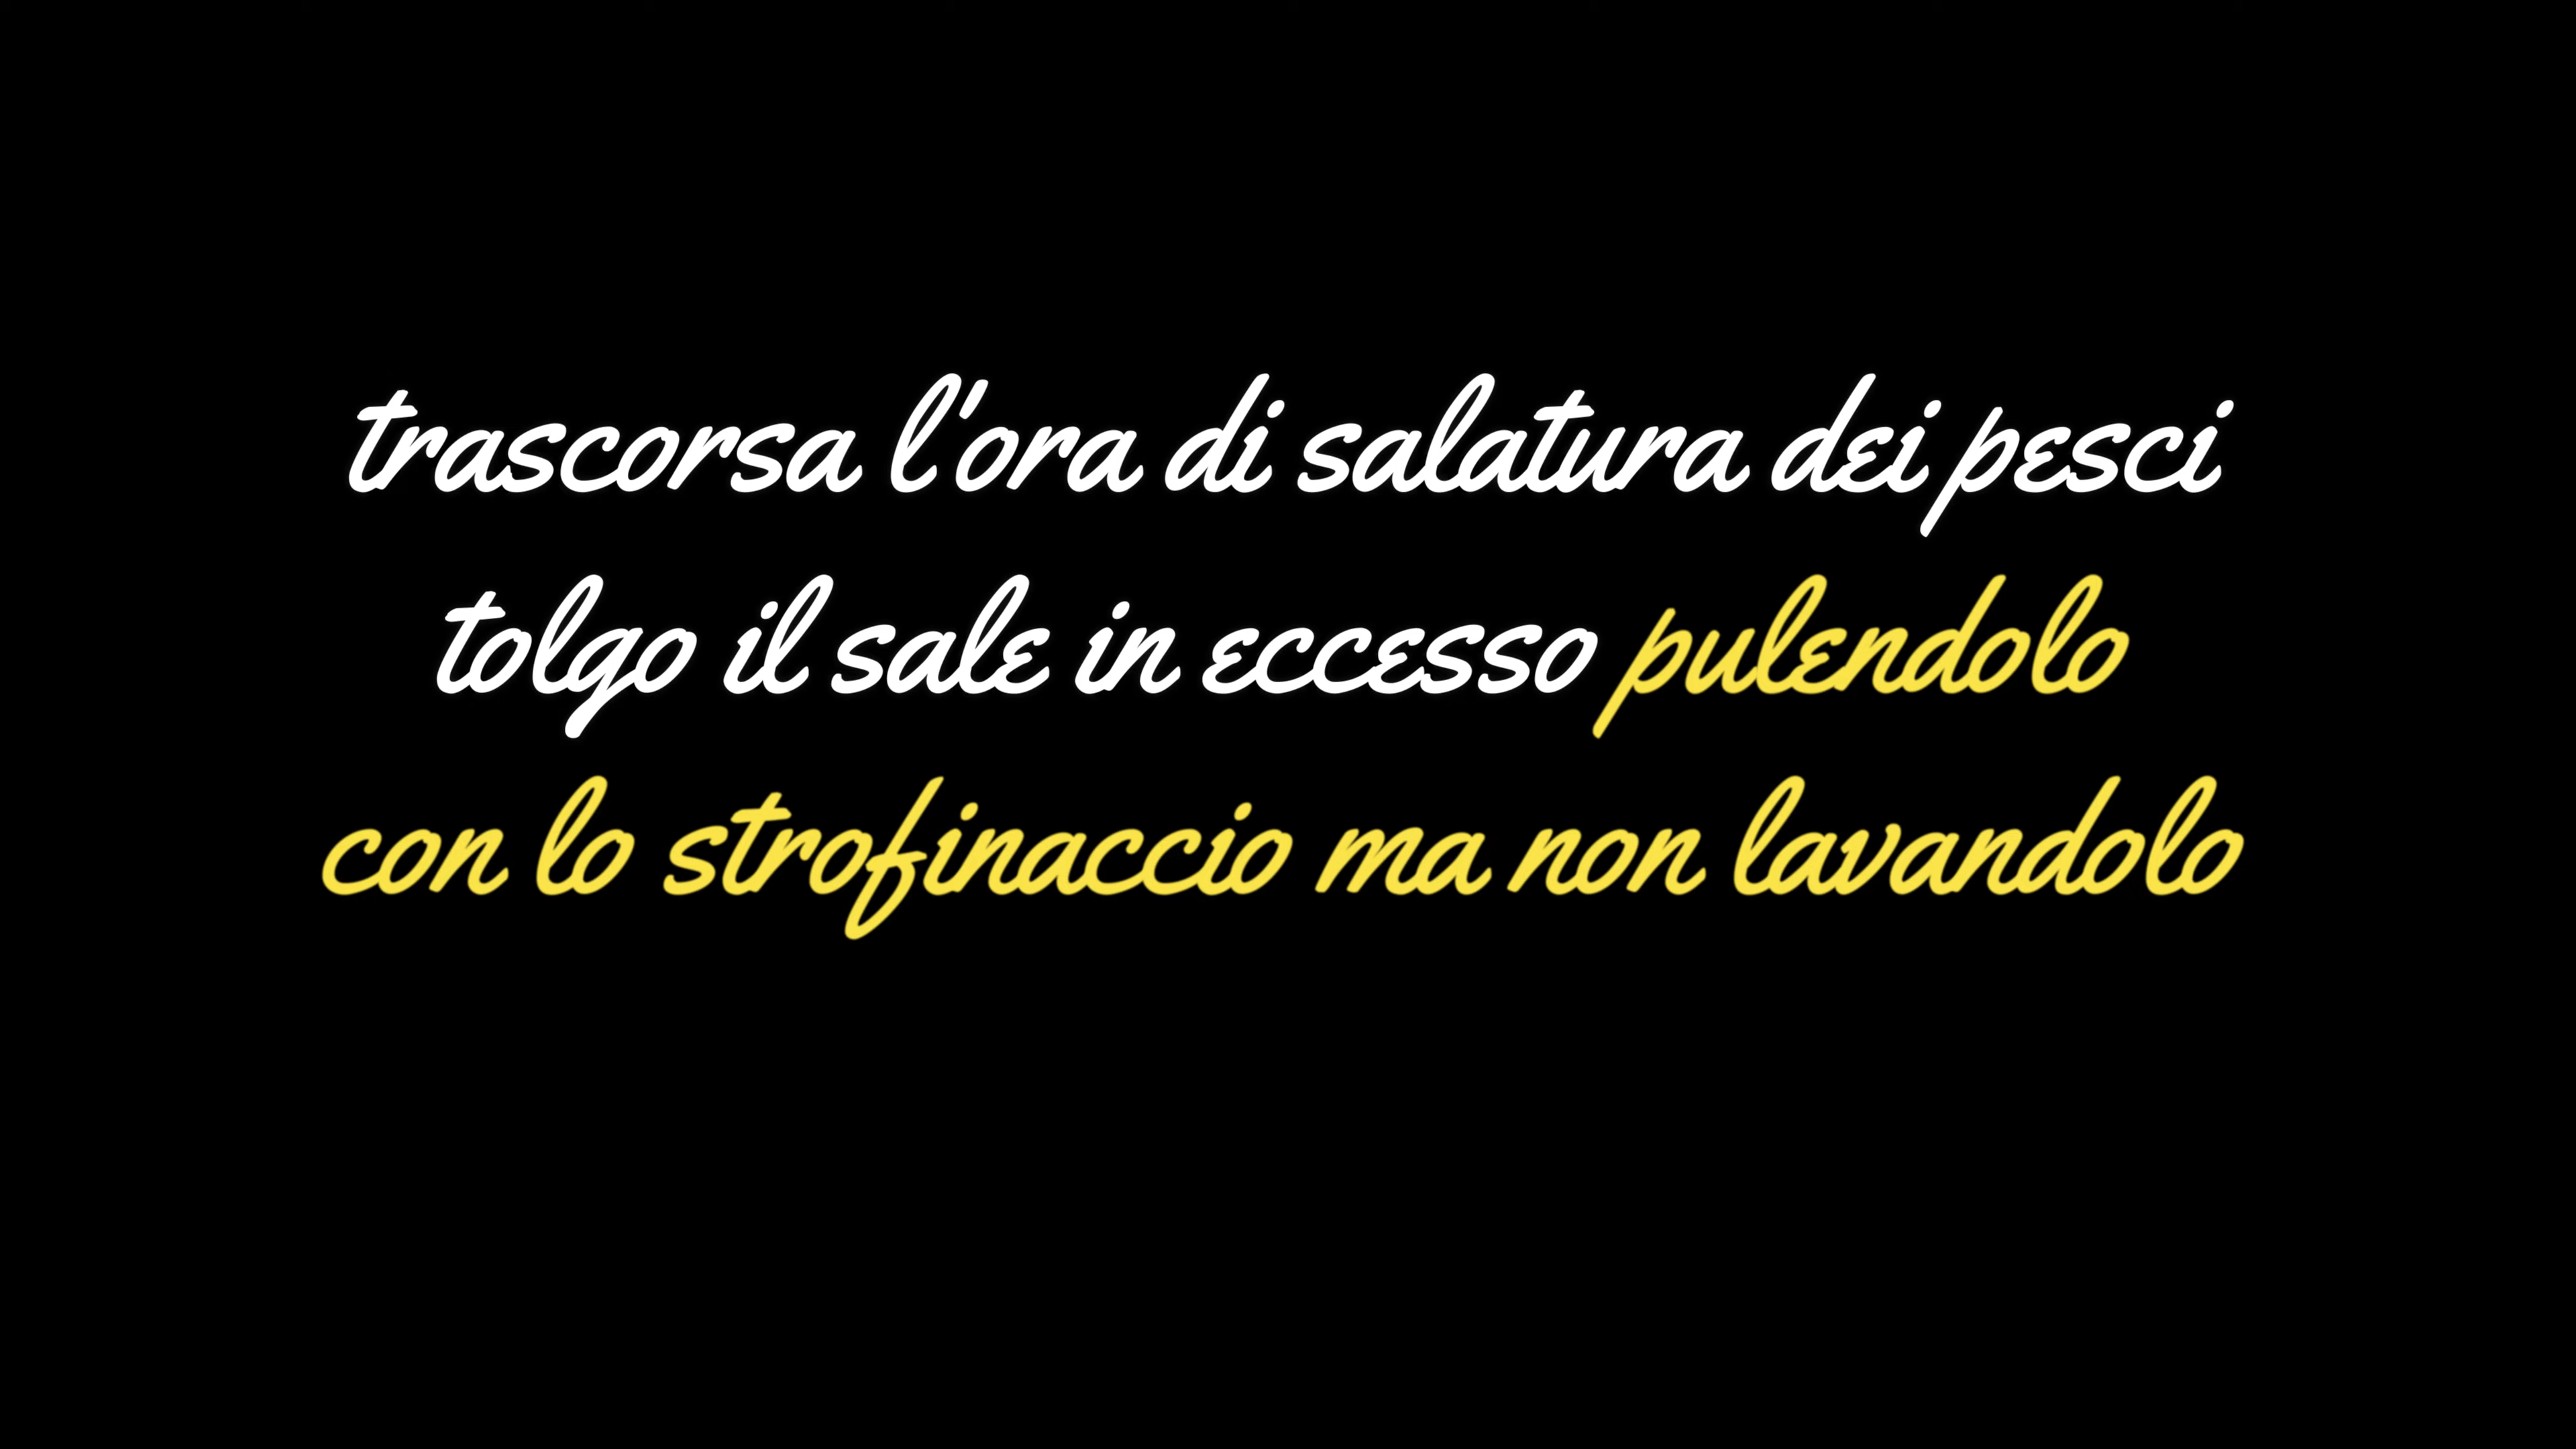 trascorsa l'ora di salatura dei pesci
tolgo il sale in eccesso pulendolo
con lo strofinaccio ma non lavandolo